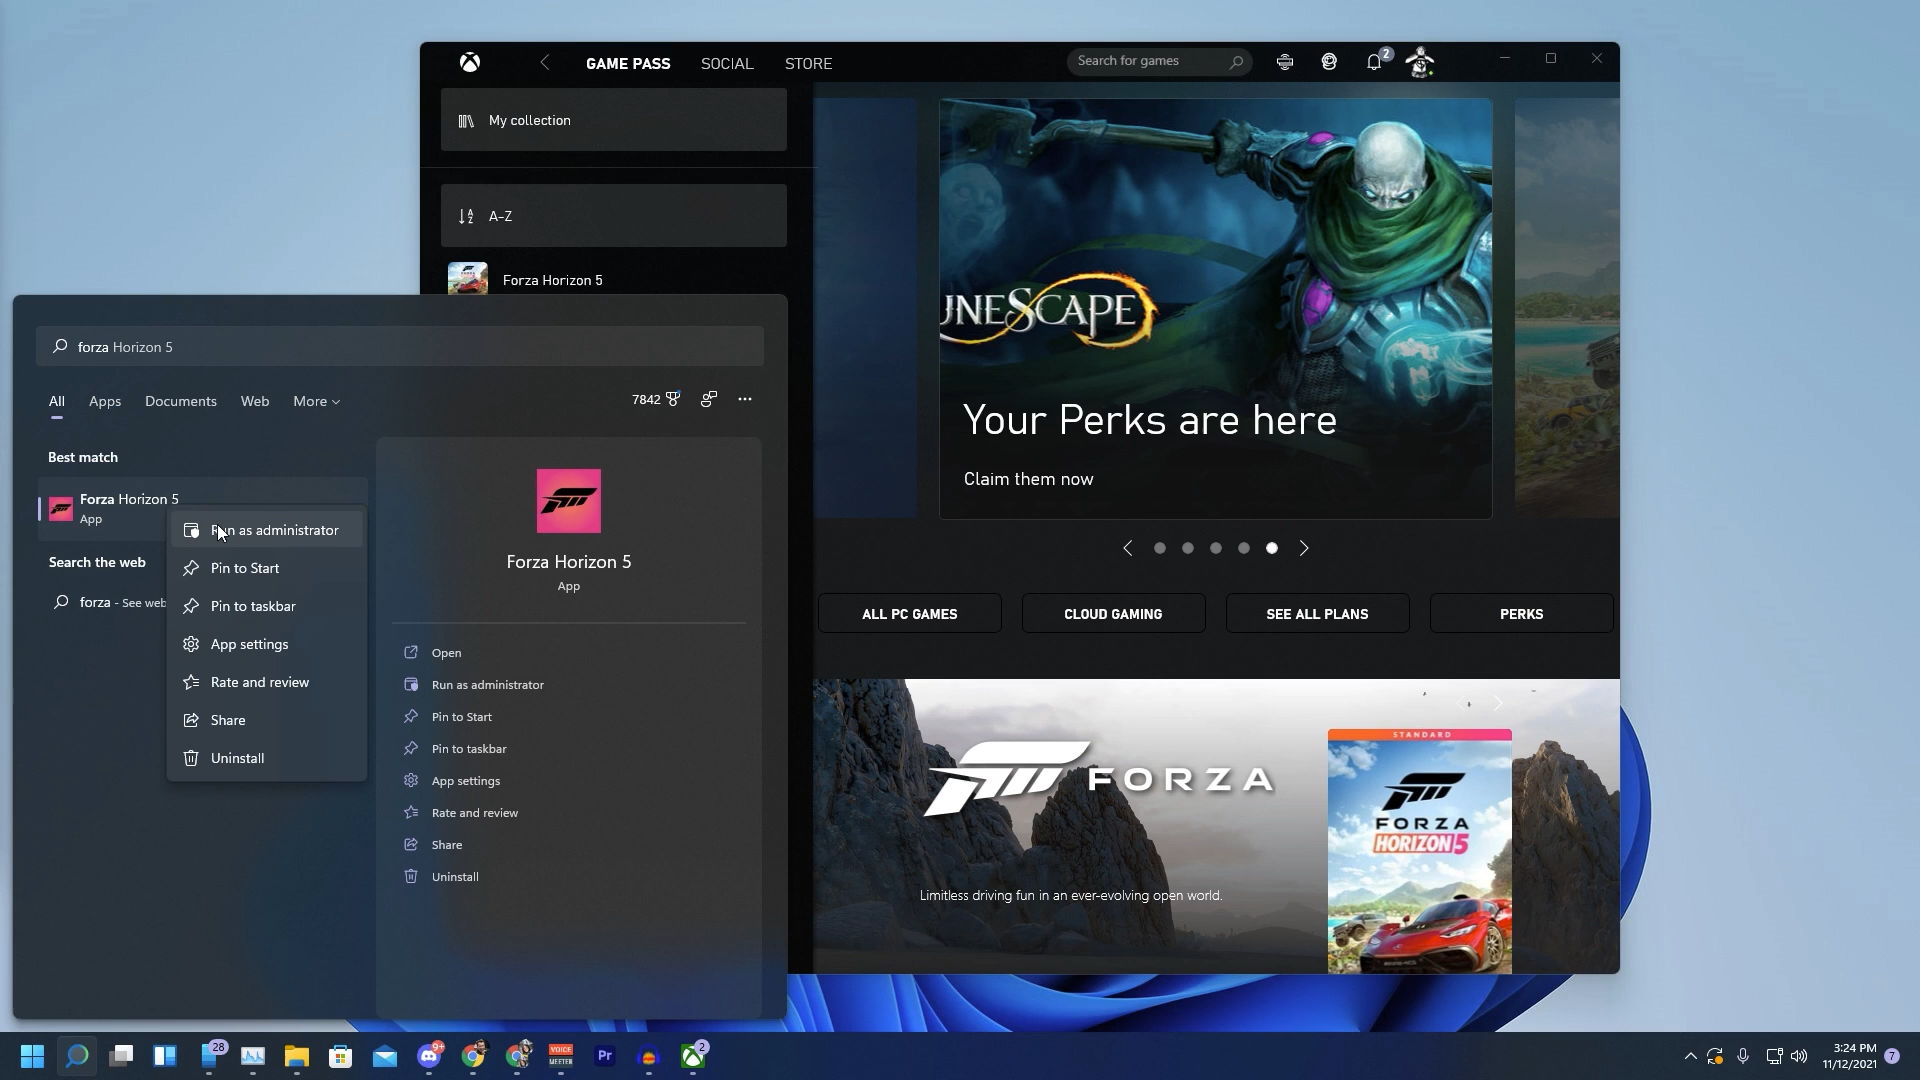 GAME PASS
SOCIAL
STORE
Search for games
2
My collection
A-Z
Forza Horizon 5
forza Horizon 5
All
Apps
Documents
Web
More
7842
Best match
Forza Horizon 5
App
Search the web
forza - See web
Run as administrator
Pin to Start
Pin to taskbar
App settings
Rate and review
Share
Uninstall
Forza Horizon 5
App
Open
Run as administrator
Pin to Start
Pin to taskbar
App settings
Rate and review
Share
Uninstall
UNESCAPE
Your Perks are here
Claim them now
ALL PC GAMES
CLOUD GAMING
SEE ALL PLANS
PERKS
FORZA
Limitless driving fun in an ever-evolving open world.
STANDARD
FORZA
HORIZON 5
28
9+
VOICE
MEETER
Pr
2
3:24 PM
11/12/2021
7